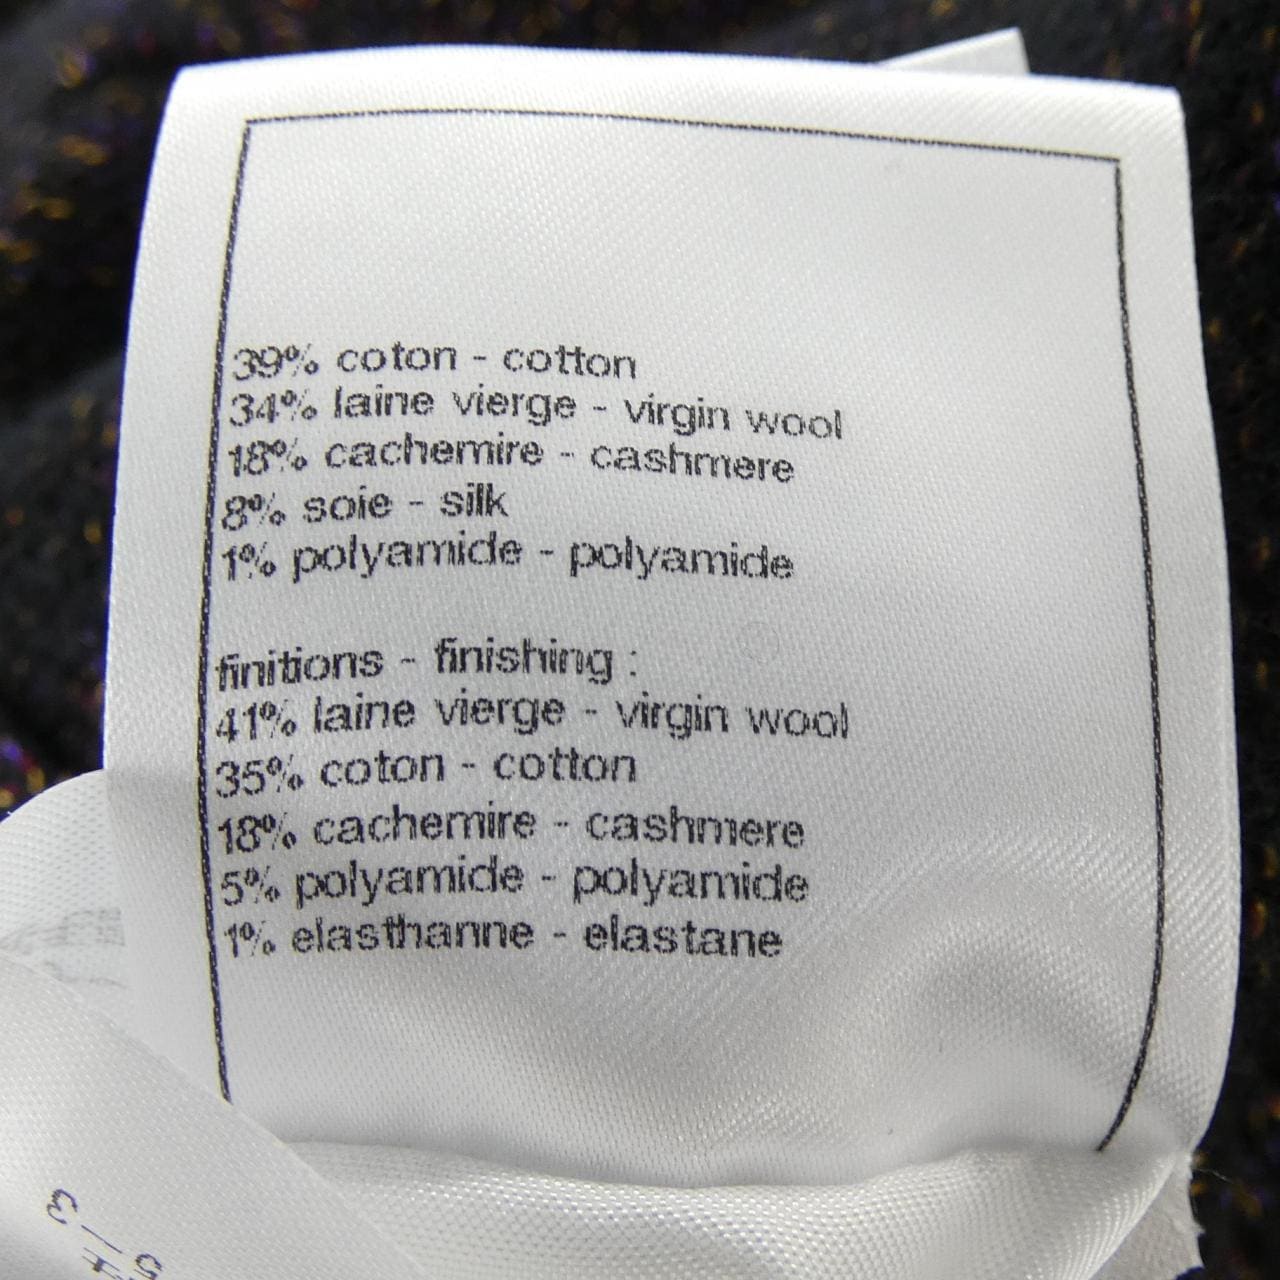 39% coton - cotton
34% laine vierge - virgin wool
18% cachemire - cashmere
8% soie - silk
1% polyamide - polyamide
finitions - finishing :
41% laine vierge - virgin wool
35% coton - cotton
18% cachemire - cashmere
5% polyamide - polyamide
1% elasthanne - elastane